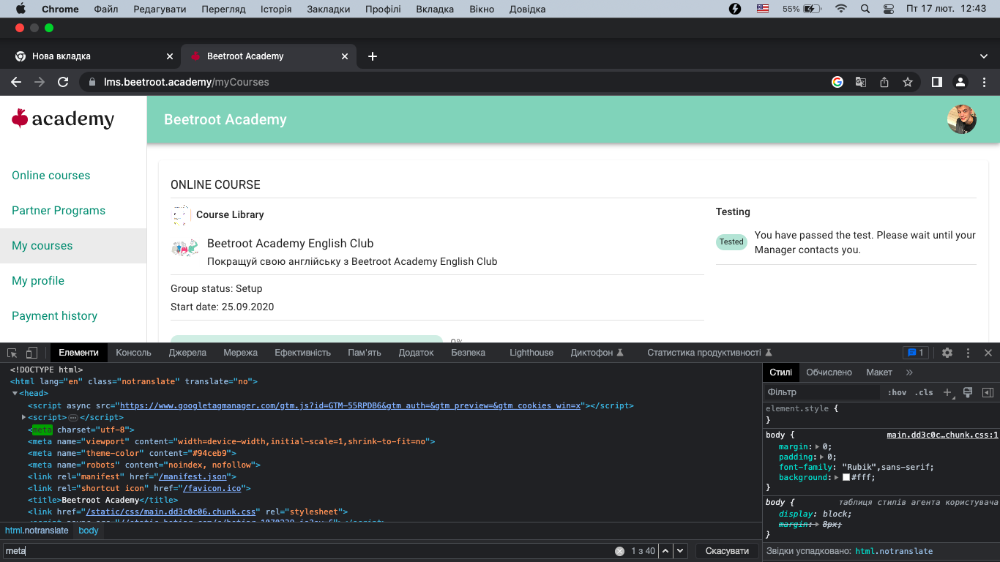 Chrome Файл Редагувати Перегляд Історія Закладки Профілі Вкладка Вікно Довідка 55% Пт 17 лют. 12:43
Нова вкладка Beetroot Academy
lms.beetroot.academy/myCourses
academy
Beetroot Academy
Online courses
Partner Programs
My courses
My profile
Payment history
ONLINE COURSE
Course Library
Beetroot Academy English Club
Покращуй свою англійську з Beetroot Academy English Club
Group status: Setup
Start date: 25.09.2020
0%
Testing
Tested
You have passed the test. Please wait until your
Manager contacts you.
Елементи Консоль Джерела Мережа Ефективність Пам'ять Додаток Безпека Lighthouse Диктофон Статистика продуктивності 1
<!DOCTYPE html>
<html lang="en" class="notranslate" translate="no">
<head>
<script async src="https://www.googletagmanager.com/gtm.js?id=GTM-55RPDB6&gtm_auth=&gtm_preview=&gtm_cookies_win=x"></script>
<script>…</script>
<meta charset="utf-8">
<meta name="viewport" content="width=device-width,initial-scale=1,shrink-to-fit=no">
<meta name="theme-color" content="#94ceb9">
<meta name="robots" content="noindex, nofollow">
<link rel="manifest" href="/manifest.json">
<link rel="shortcut icon" href="/favicon.ico">
<title>Beetroot Academy</title>
<link href="/static/css/main.dd3c0c06.chunk.css" rel="stylesheet">
html.notranslate body
meta 1 з 40 Скасувати
Стилі Обчислено Макет »
Фільтр :hov .cls
element.style {
}
body { main.dd3c0c…chunk.css:1
margin: 0;
padding: 0;
font-family: "Rubik",sans-serif;
background: #fff;
}
body { таблиця стилів агента користувача
display: block;
margin: 8px;
}
Звідки успадковано: html.notranslate